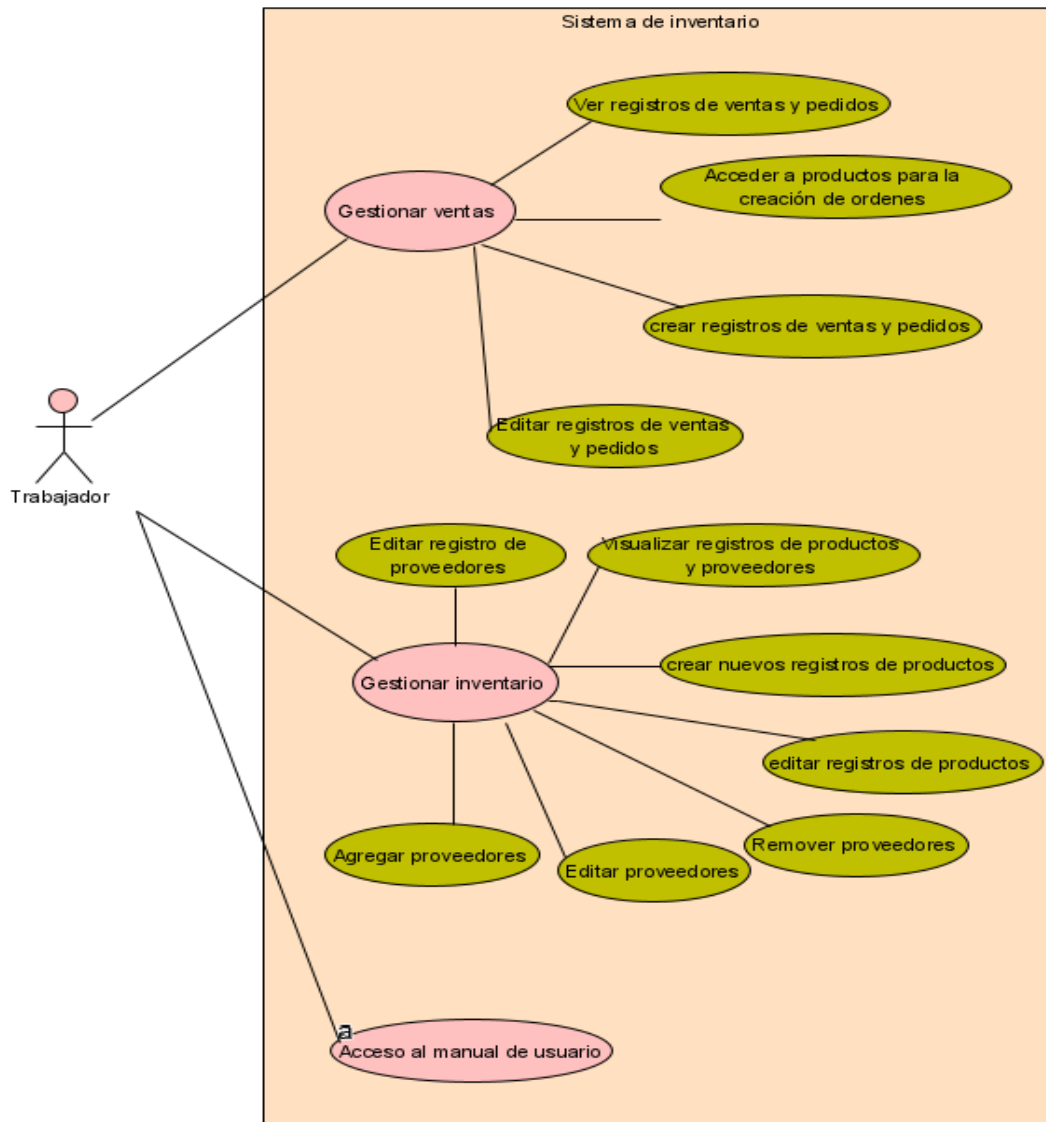 Sistema de inventario
Ver registros de ventas y pedidos
Acceder a productos para la
creación de ordenes
Gestionar ventas
crear registros de ventas y pedidos
Editar registros de ventas
y pedidos
Trabajador
Editar registro de
proveedores
Visualizar registros de productos
y proveedores
crear nuevos registros de productos
Gestionar inventario
editar registros de productos
Remover proveedores
Agregar proveedores
Editar proveedores
a
Acceso al manual de usuario